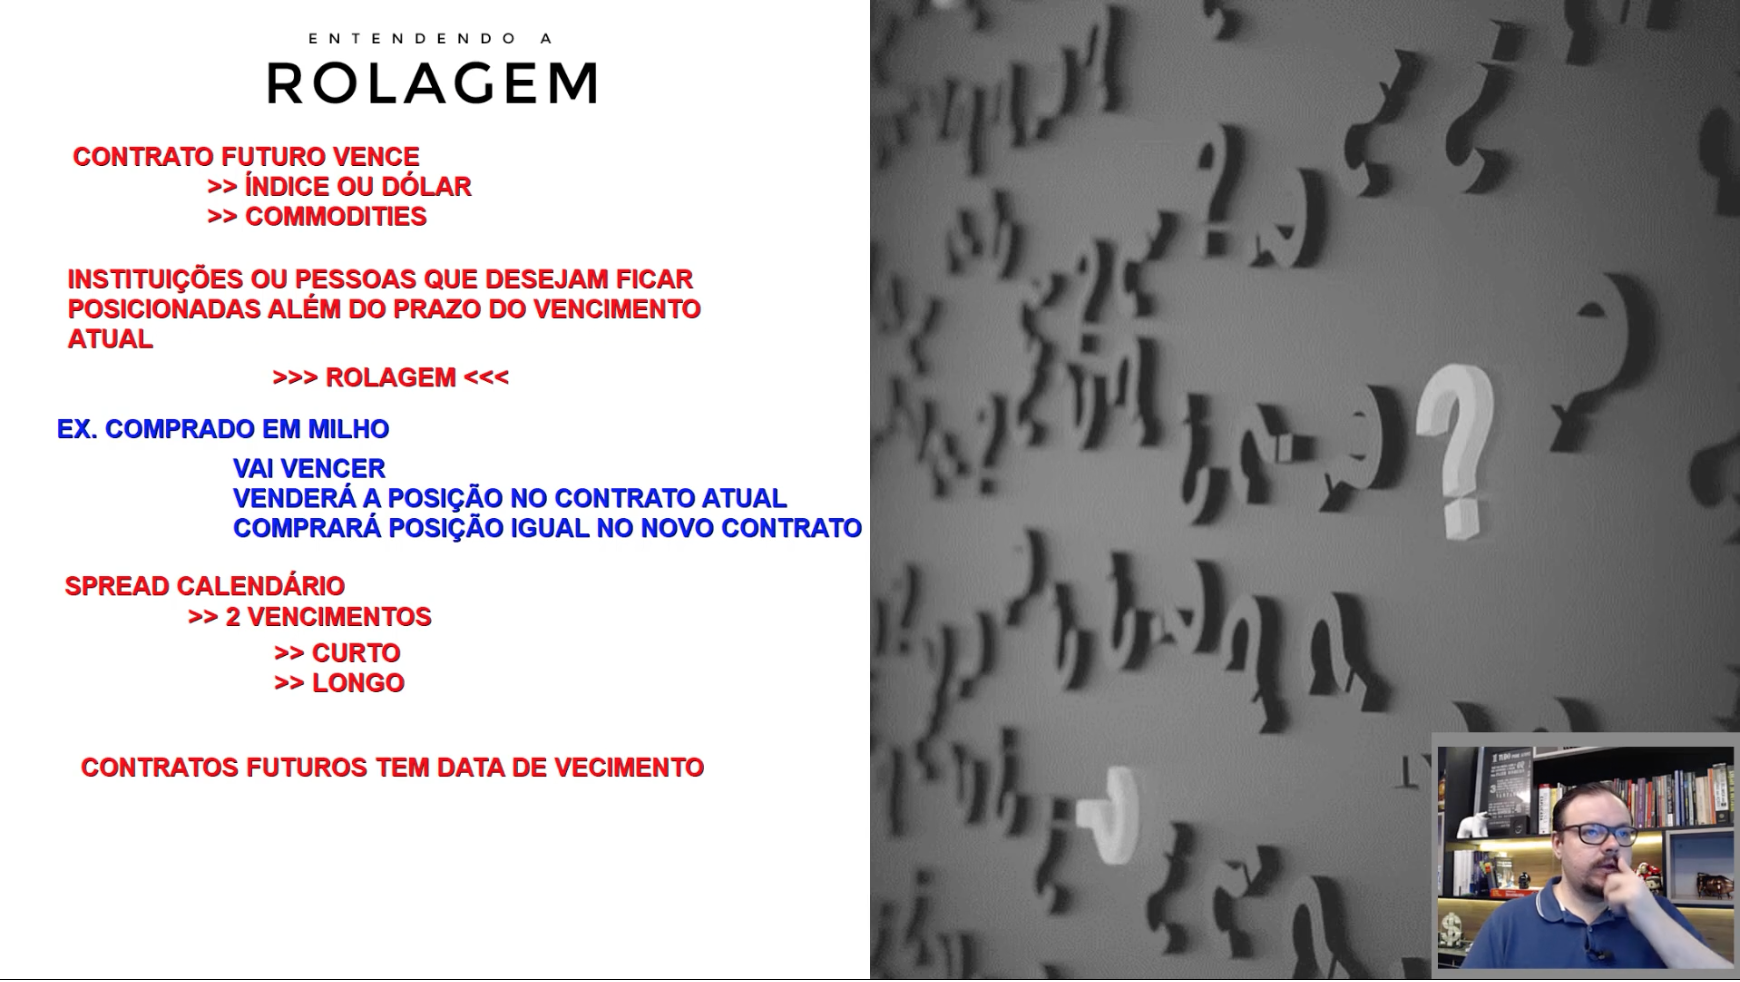 ENTENDENDO A
ROLAGEM
CONTRATO FUTURO VENCE
>> ÍNDICE OU DÓLAR
>> COMMODITIES
INSTITUIÇÕES OU PESSOAS QUE DESEJAM FICAR
POSICIONADAS ALÉM DO PRAZO DO VENCIMENTO
ATUAL
>>> ROLAGEM <<<
EX. COMPRADO EM MILHO
VAI VENCER
VENDERÁ A POSIÇÃO NO CONTRATO ATUAL
COMPRARÁ POSIÇÃO IGUAL NO NOVO CONTRATO
SPREAD CALENDÁRIO
>> 2 VENCIMENTOS
>> CURTO
>> LONGO
CONTRATOS FUTUROS TEM DATA DE VECIMENTO
?